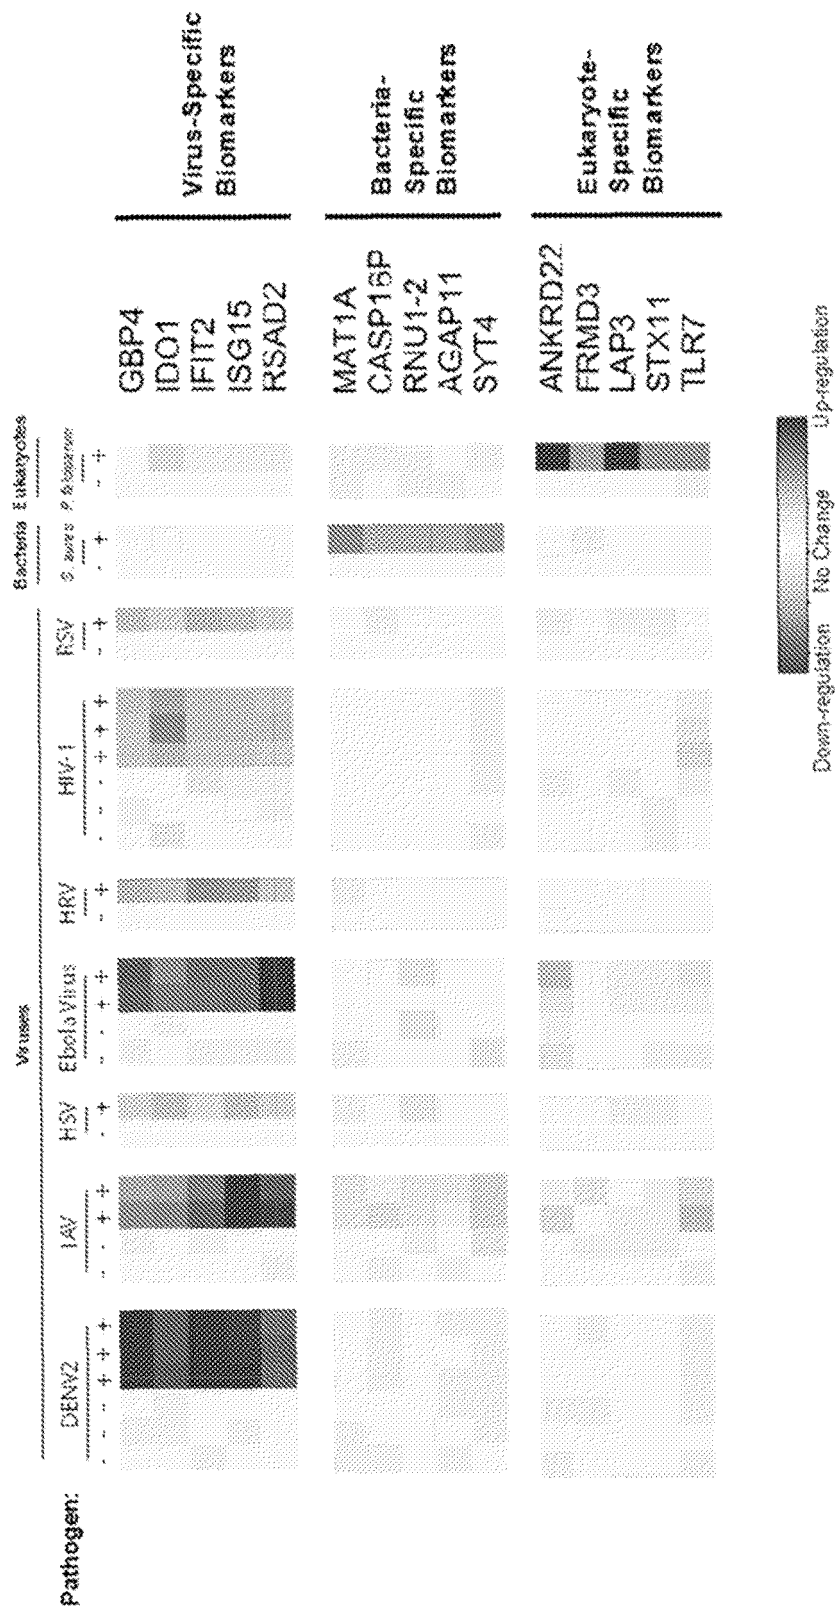 Viruses Bacteria Eukaryotes
Pathogen: DENV2 IAV HSV Ebola Virus HRV HIV-1 RSV S. aureus P. falciparum
- - - + + + - - + + - + - - + + - + - - - + + + - + - + - +
GBP4
IDO1
IFIT2
ISG15
RSAD2
Virus-Specific
Biomarkers
MAT1A
CASP16P
RNU1-2
AGAP11
SYT4
Bacteria-
Specific
Biomarkers
ANKRD22
FRMD3
LAP3
STX11
TLR7
Eukaryote-
Specific
Biomarkers
Down-regulation No Change Up-regulation